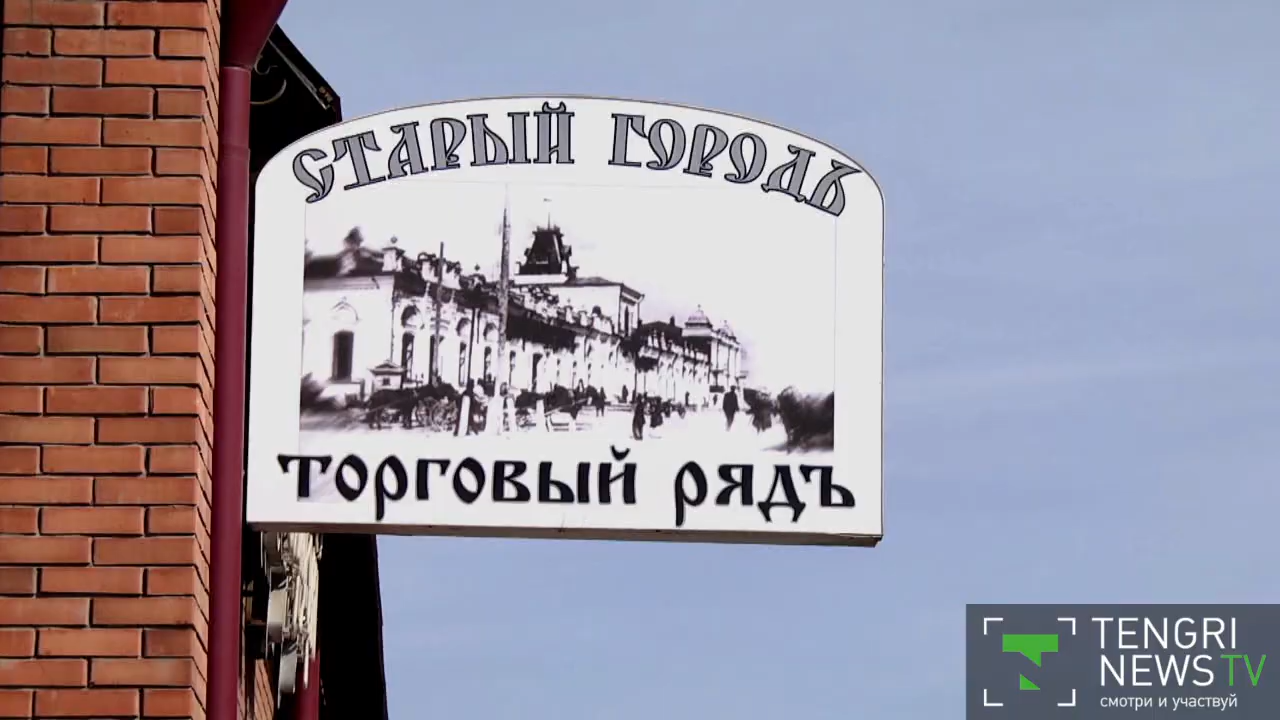 СТАРЫЙ ГОРОДЪ
ТОРГОВЫЙ РЯДЪ
TENGRI
NEWS TV
смотри и участвуй